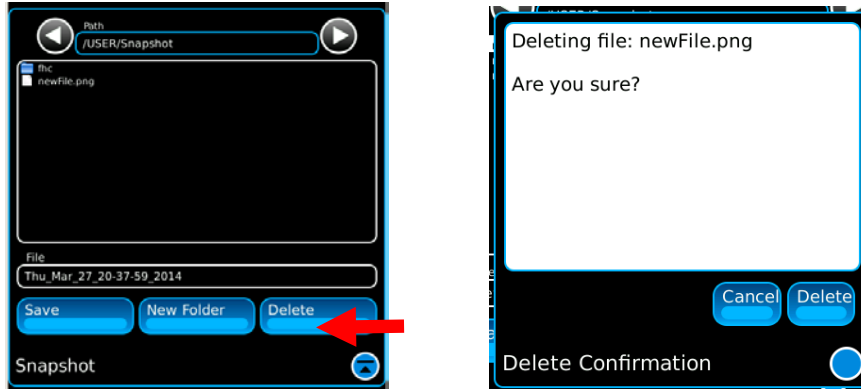 Path
/USER/Snapshot
fhc
newFile.png
File
Thu_Mar_27_20-37-59_2014
Save
New Folder
Delete
Snapshot
Deleting file: newFile.png
Are you sure?
Cancel
Delete
Delete Confirmation